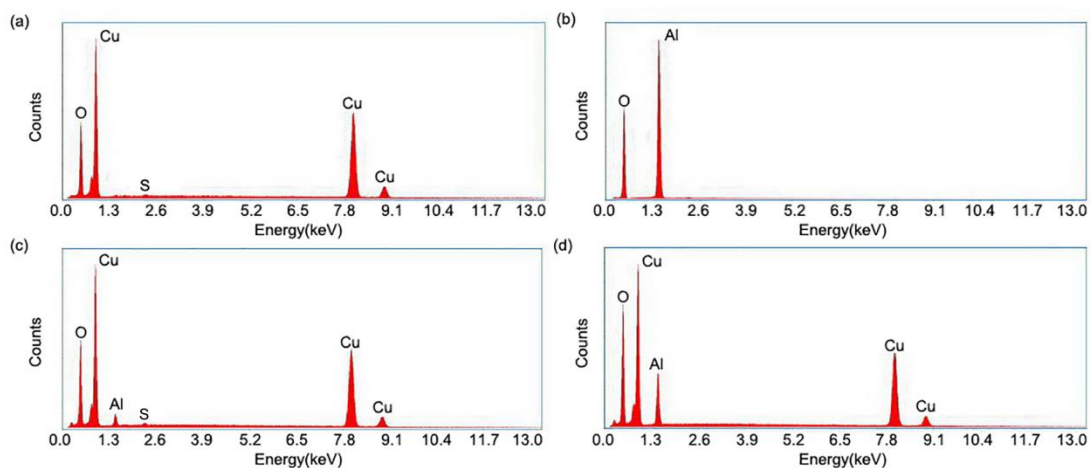 (a)
Cu
O
S
Cu
Cu
Counts
0.0 1.3 2.6 3.9 5.2 6.5 7.8 9.1 10.4 11.7 13.0
Energy(keV)
(b)
Al
O
Counts
0.0 1.3 2.6 3.9 5.2 6.5 7.8 9.1 10.4 11.7 13.0
Energy(keV)
(c)
Cu
O
Al
S
Cu
Cu
Counts
0.0 1.3 2.6 3.9 5.2 6.5 7.8 9.1 10.4 11.7 13.0
Energy(keV)
(d)
Cu
O
Al
Cu
Cu
Counts
0.0 1.3 2.6 3.9 5.2 6.5 7.8 9.1 10.4 11.7 13.0
Energy(keV)